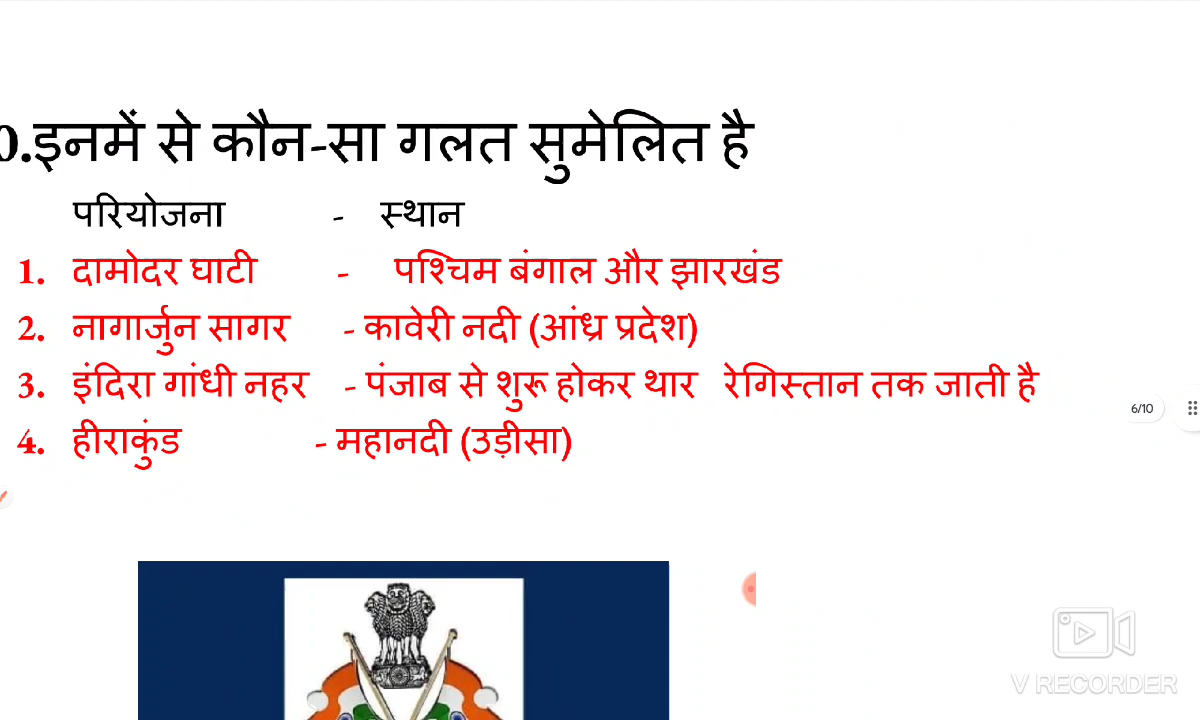 0.इनमें से कौन-सा गलत सुमेलित है
परियोजना - स्थान
1. दामोदर घाटी - पश्चिम बंगाल और झारखंड
2. नागार्जुन सागर - कावेरी नदी (आंध्र प्रदेश)
3. इंदिरा गांधी नहर - पंजाब से शुरू होकर थार रेगिस्तान तक जाती है
6/10
4. हीराकुंड - महानदी (उड़ीसा)
V RECORDER